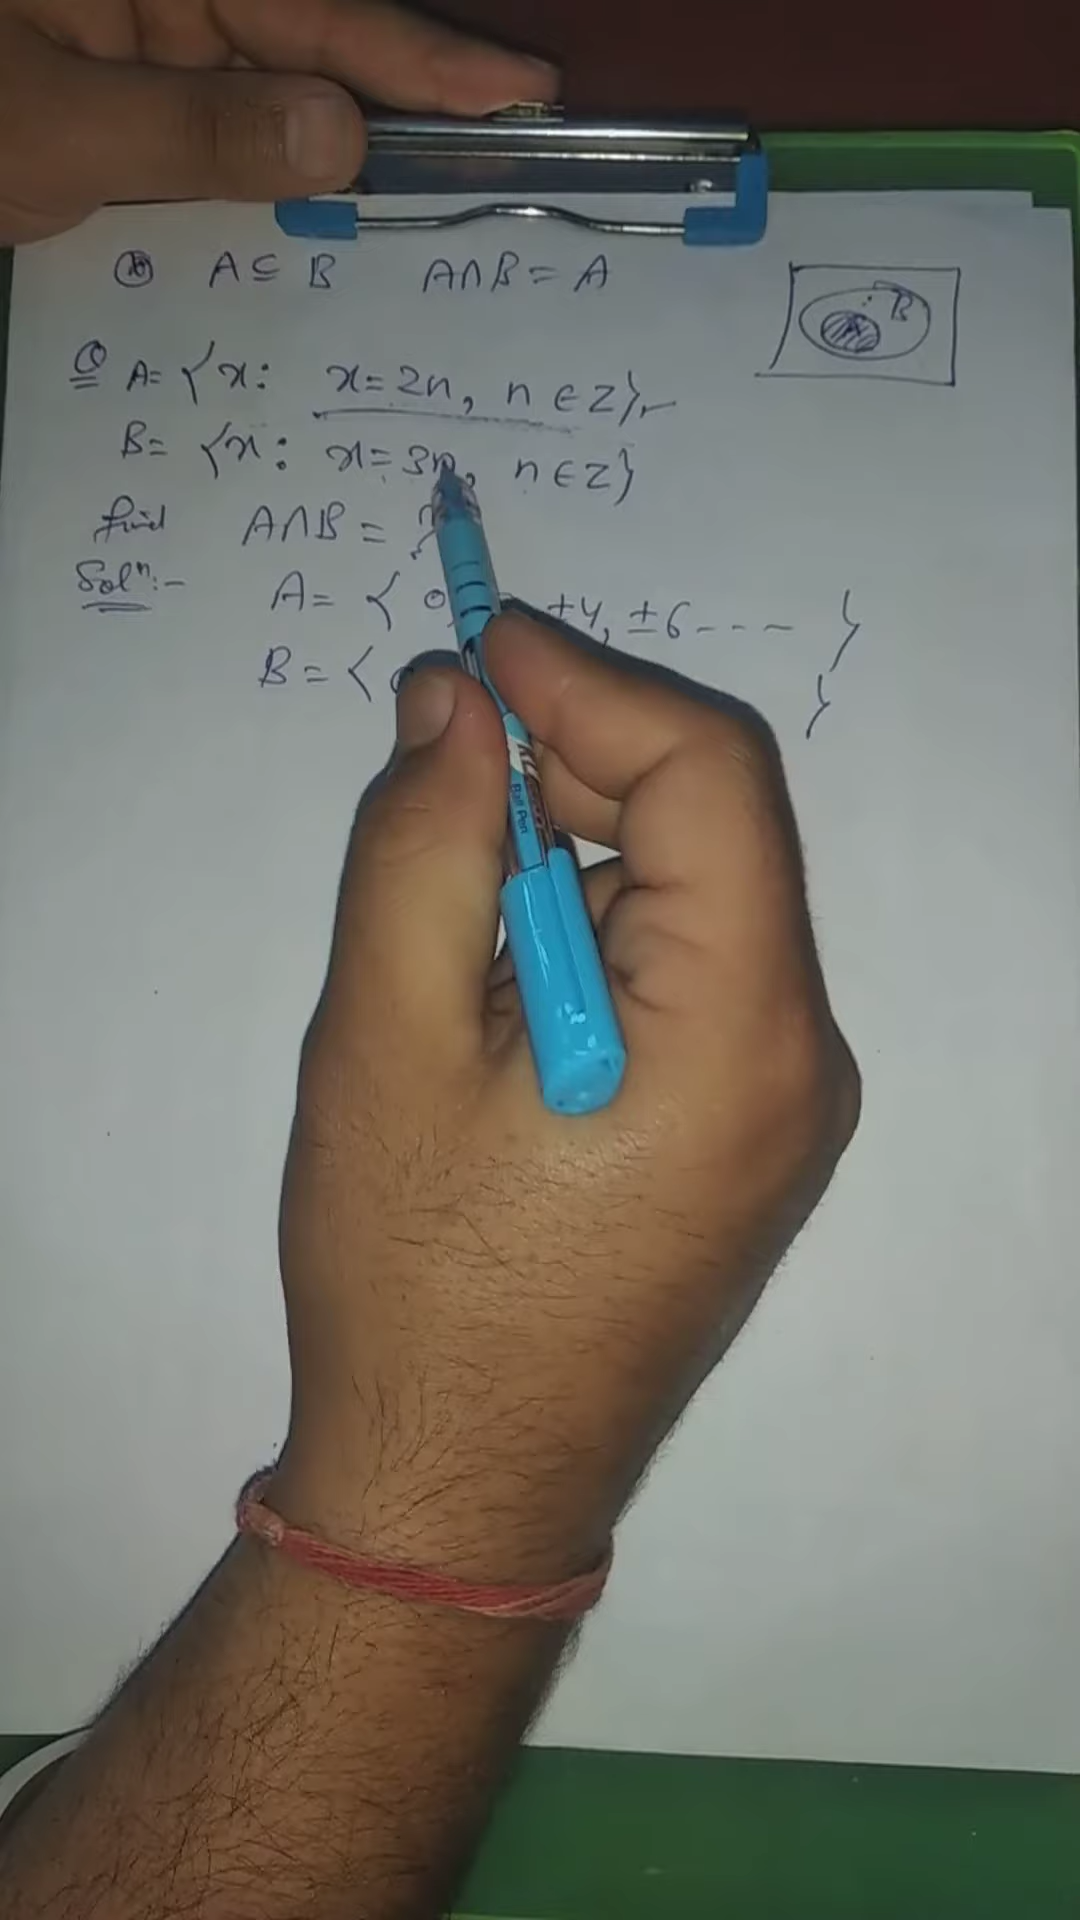 A ⊆ B A∩B = A
B
Q A= {x: x=2n, n ∈ Z},
B= {x: x=3n, n ∈ Z}
find A∩B = ?
Solⁿ:-
A= { 0, ±4, ±6---- }
B= { }
Ball Pen